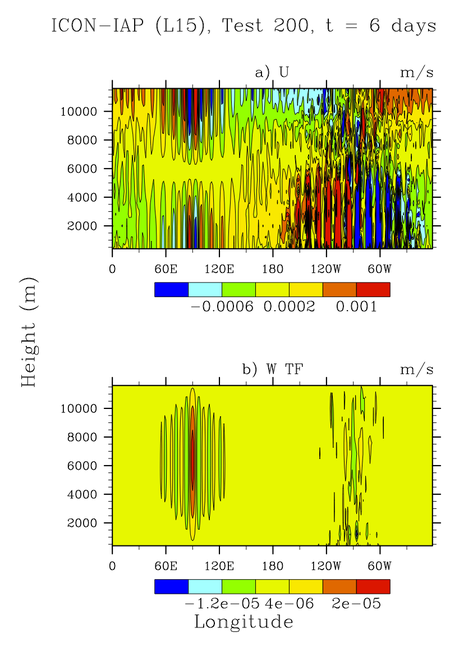 ICON−IAP (L15), Test 200, t = 6 days
a) U m/s
10000
8000
6000
4000
2000
0 60E 120E 180 120W 60W
−0.0006 0.0002 0.001
Height (m)
b) W TF m/s
10000
8000
6000
4000
2000
0 60E 120E 180 120W 60W
−1.2e−05 4e−06 2e−05
Longitude